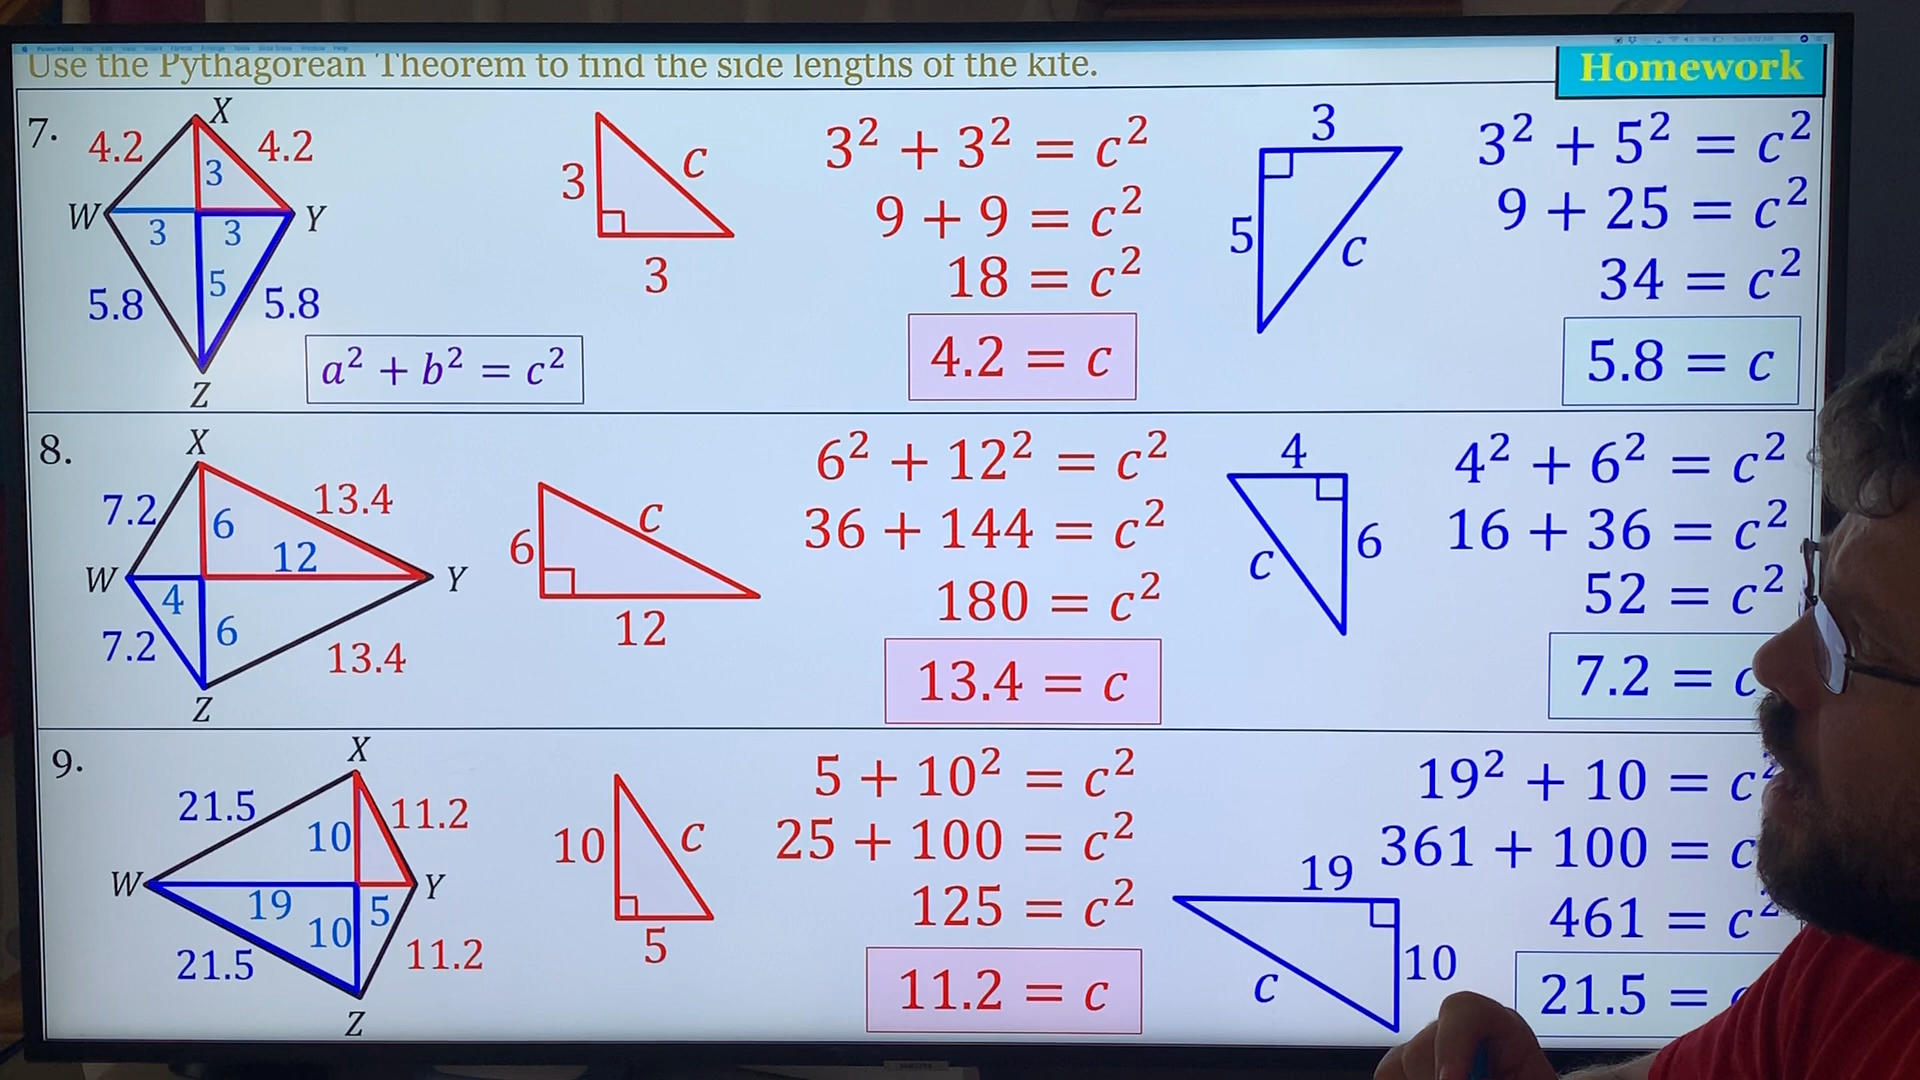 Use the Pythagorean Theorem to find the side lengths of the kite.
Homework
7.
X
4.2
4.2
3
W
Y
3
3
5
5.8
5.8
Z
a² + b² = c²
3
c
3
3² + 3² = c²
9 + 9 = c²
18 = c²
4.2 = c
3
5
c
3² + 5² = c²
9 + 25 = c²
34 = c²
5.8 = c
8.
X
7.2
13.4
6
12
W
Y
4
6
7.2
13.4
Z
6
c
12
6² + 12² = c²
36 + 144 = c²
180 = c²
13.4 = c
4
6
c
4² + 6² = c²
16 + 36 = c²
52 = c²
7.2 = c
9.
X
21.5
11.2
10
W
Y
19
5
10
21.5
11.2
Z
10
c
5
5 + 10² = c²
25 + 100 = c²
125 = c²
11.2 = c
19
10
c
19² + 10 = c²
361 + 100 = c
461 = c²
21.5 =